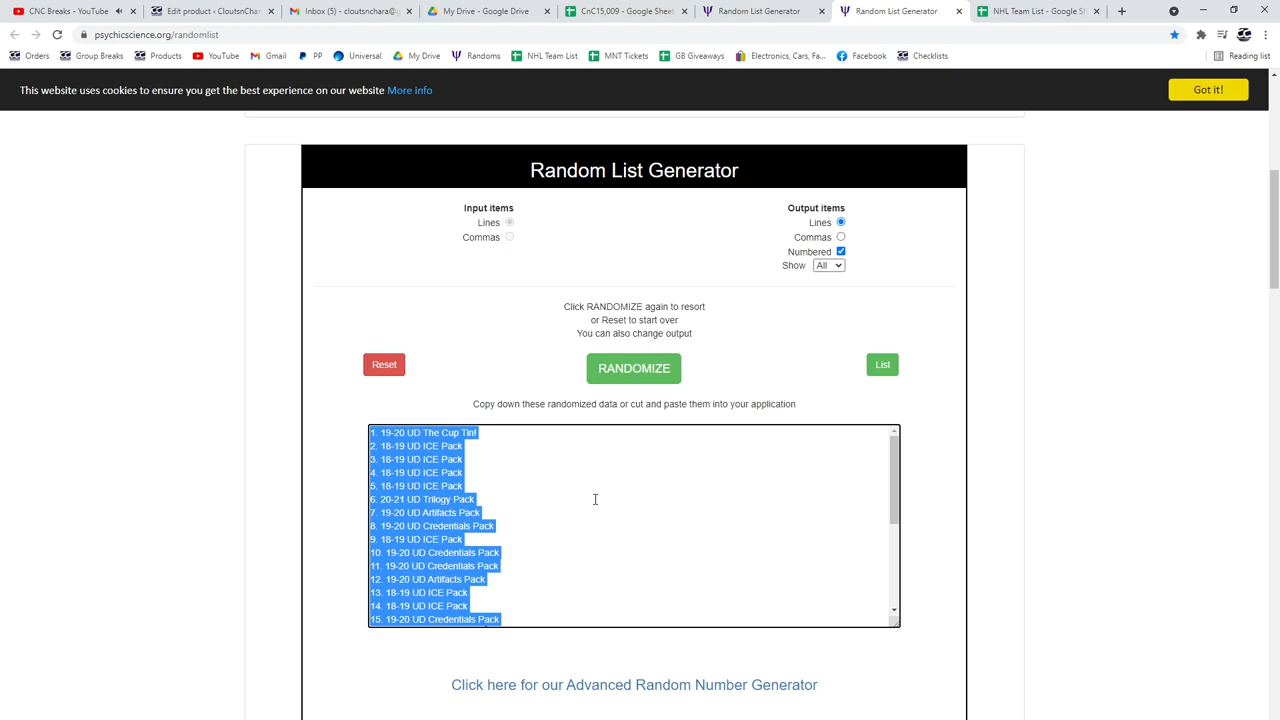 CNC Breaks - YouTube
Edit product ‹ CloutsnChara
Inbox (5) - cloutsnchara@g
My Drive - Google Drive
CnC15,009 - Google Sheets
Random List Generator
Random List Generator
NHL Team List - Google Sh
psychicscience.org/randomlist
Orders Group Breaks Products YouTube Gmail PP Universal My Drive Randoms NHL Team List MNT Tickets GB Giveaways Electronics, Cars, Fa... Facebook Checklists Reading list
This website uses cookies to ensure you get the best experience on our website More info
Got it!
Random List Generator
Input items
Lines
Commas
Output items
Lines
Commas
Numbered
Show All
Click RANDOMIZE again to resort
or Reset to start over
You can also change output
Reset RANDOMIZE List
Copy down these randomized data or cut and paste them into your application
1. 19-20 UD The Cup Tin!
2. 18-19 UD ICE Pack
3. 18-19 UD ICE Pack
4. 18-19 UD ICE Pack
5. 18-19 UD ICE Pack
6. 20-21 UD Trilogy Pack
7. 19-20 UD Artifacts Pack
8. 19-20 UD Credentials Pack
9. 18-19 UD ICE Pack
10. 19-20 UD Credentials Pack
11. 19-20 UD Credentials Pack
12. 19-20 UD Artifacts Pack
13. 18-19 UD ICE Pack
14. 18-19 UD ICE Pack
15. 19-20 UD Credentials Pack
Click here for our Advanced Random Number Generator